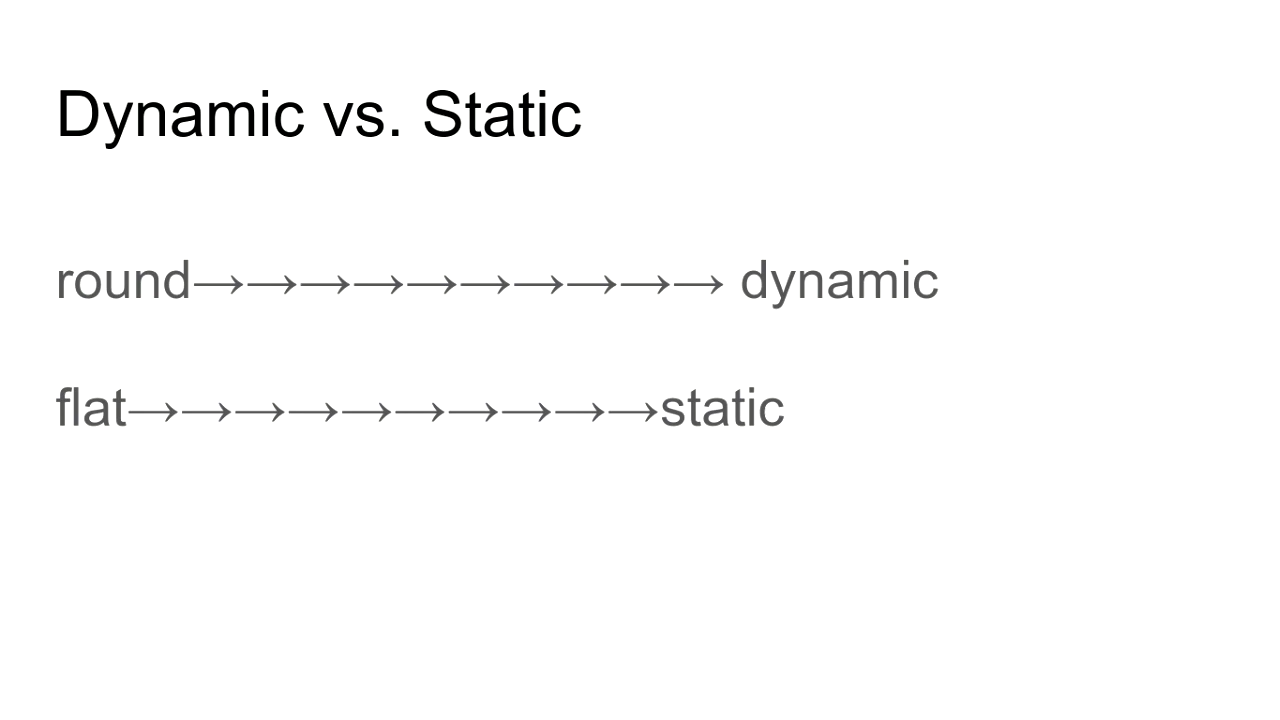 Dynamic vs. Static
round→→→→→→→→→→ dynamic
flat→→→→→→→→→→static